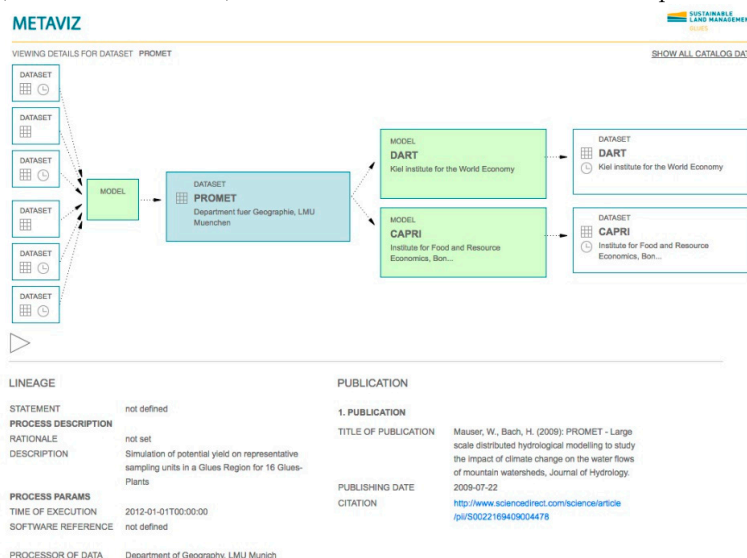 METAVIZ
SUSTAINABLE
LAND MANAGEMENT
GLUES
VIEWING DETAILS FOR DATASET PROMET
SHOW ALL CATALOG DAT
DATASET
DATASET
DATASET
DATASET
DATASET
DATASET
MODEL
DATASET
PROMET
Department fuer Geographie, LMU
Muenchen
MODEL
DART
Kiel institute for the World Economy
MODEL
CAPRI
Institute for Food and Resource
Economics, Bon...
DATASET
DART
Kiel institute for the World Economy
DATASET
CAPRI
Institute for Food and Resource
Economics, Bon...
LINEAGE
STATEMENT not defined
PROCESS DESCRIPTION
RATIONALE not set
DESCRIPTION Simulation of potential yield on representative
sampling units in a Glues Region for 16 Glues-
Plants
PROCESS PARAMS
TIME OF EXECUTION 2012-01-01T00:00:00
SOFTWARE REFERENCE not defined
PROCESSOR OF DATA Department of Geography, LMU Munich
PUBLICATION
1. PUBLICATION
TITLE OF PUBLICATION Mauser, W., Bach, H. (2009): PROMET - Large
scale distributed hydrological modelling to study
the impact of climate change on the water flows
of mountain watersheds, Journal of Hydrology.
PUBLISHING DATE 2009-07-22
CITATION http://www.sciencedirect.com/science/article
/pii/S0022169409004478